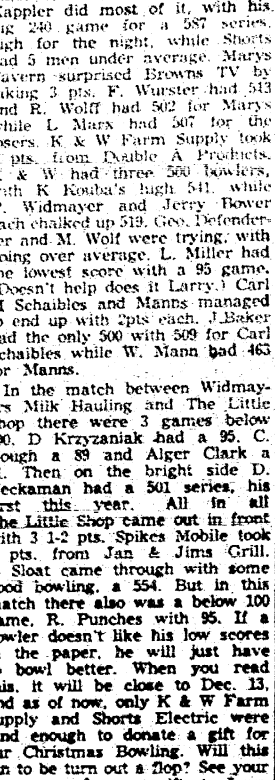 Kappler did most of it, with his
big 240 game for a 587 series,
ugh for the night, while Shorts
had 5 men under average. Marys
Tavern surprised Browns TV by
taking 3 pts. F. Wurster had 513
and R. Wolff had 502 for Marys
while L Marx had 507 for the
losers. K & W Farm Supply took
pts. from Double A Products.
& W had three 500 bowlers,
with K Kouba's high 541, while
Widmayer and Jerry Bower
each chalked up 519. Geo. Defender-
er and M. Wolf were trying, with
going over average. L. Miller had
the lowest score with a 95 game.
(Doesn't help does it Larry.) Carl
M Schaibles and Manns managed
to end up with 2pts each. J.Baker
had the only 500 with 509 for Carl
Schaibles while W. Mann had 463
for Manns.
In the match between Widmay-
rs Milk Hauling and The Little
Shop there were 3 games below
00. D Krzyzaniak had a 95. C.
ough a 89 and Alger Clark a
. Then on the bright side D.
eckaman had a 501 series, his
irst this year. All in all
The Little Shop came out in front
with 3 1-2 pts. Spikes Mobile took
pts. from Jan & Jims Grill.
Sloat came through with some
good bowling, a 554. But in this
match there also was a below 100
game, R. Punches with 95. If a
bowler doesn't like his low scores
the paper, he will just have
bowl better. When you read
this, it will be close to Dec. 13,
and as of now, only K & W Farm
Supply and Shorts Electric were
kind enough to donate a gift for
ur Christmas Bowling. Will this
n to be turn out a flop? See your